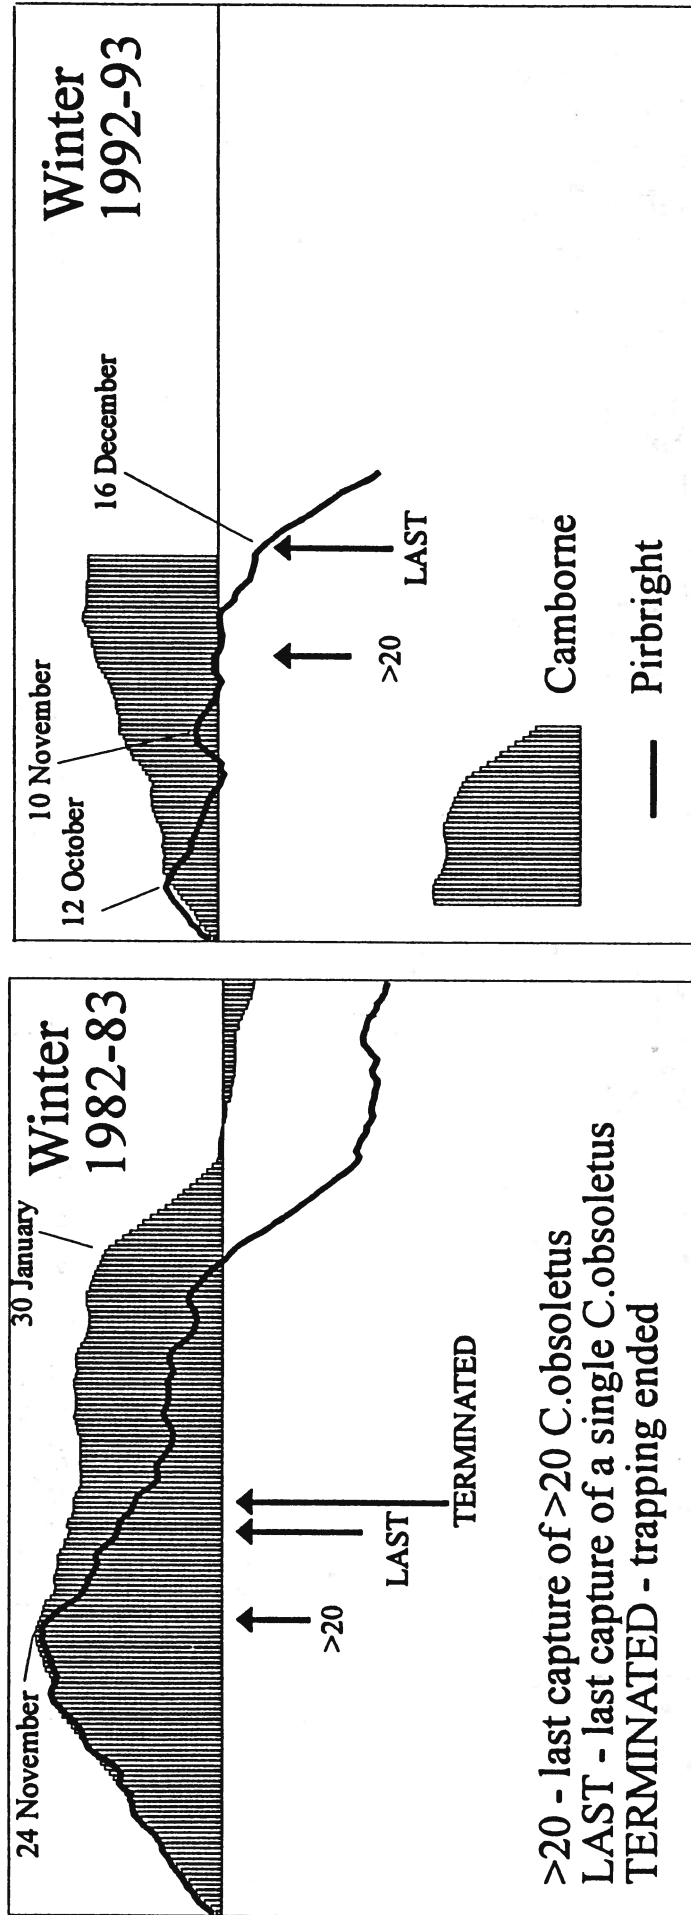 Winter
1982-83
24 November
30 January
>20
LAST
TERMINATED
>20 - last capture of >20 C.obsoletus
LAST - last capture of a single C.obsoletus
TERMINATED - trapping ended
Winter
1992-93
12 October
10 November
16 December
>20
LAST
Camborne
Pirbright